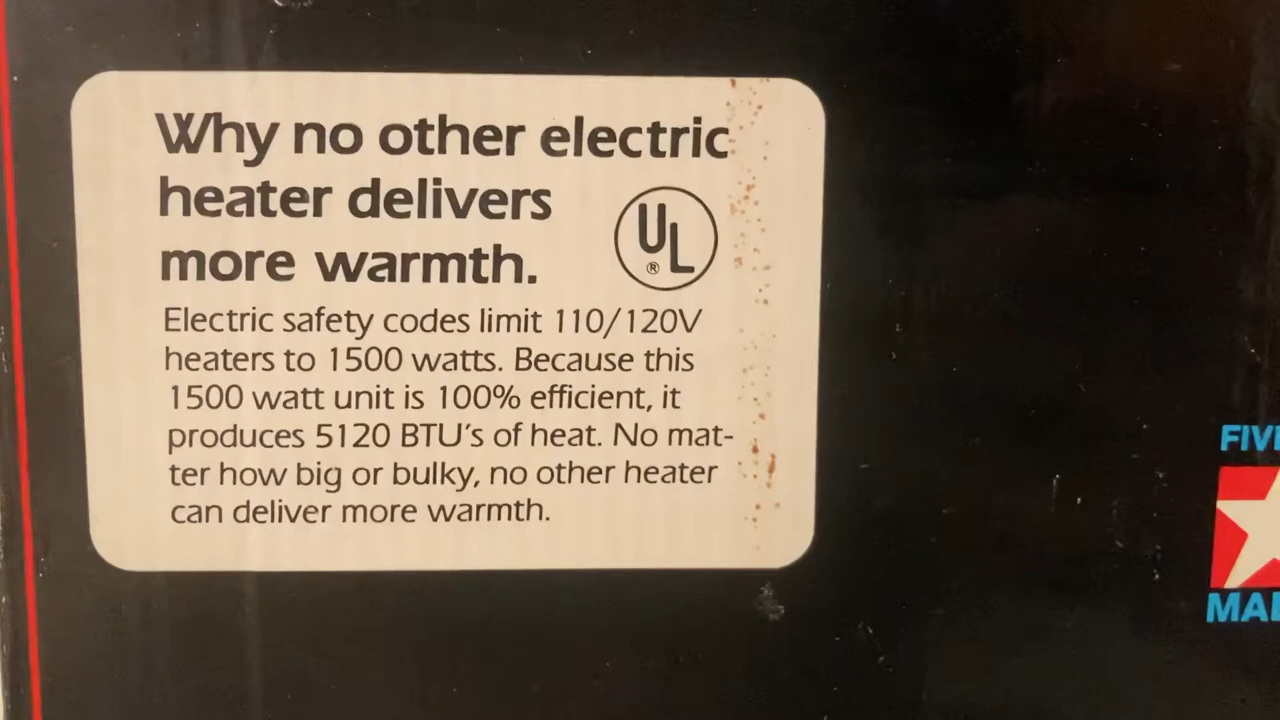 Why no other electric
heater delivers
more warmth.
UL
®
Electric safety codes limit 110/120V
heaters to 1500 watts. Because this
1500 watt unit is 100% efficient, it
produces 5120 BTU's of heat. No mat-
ter how big or bulky, no other heater
can deliver more warmth.